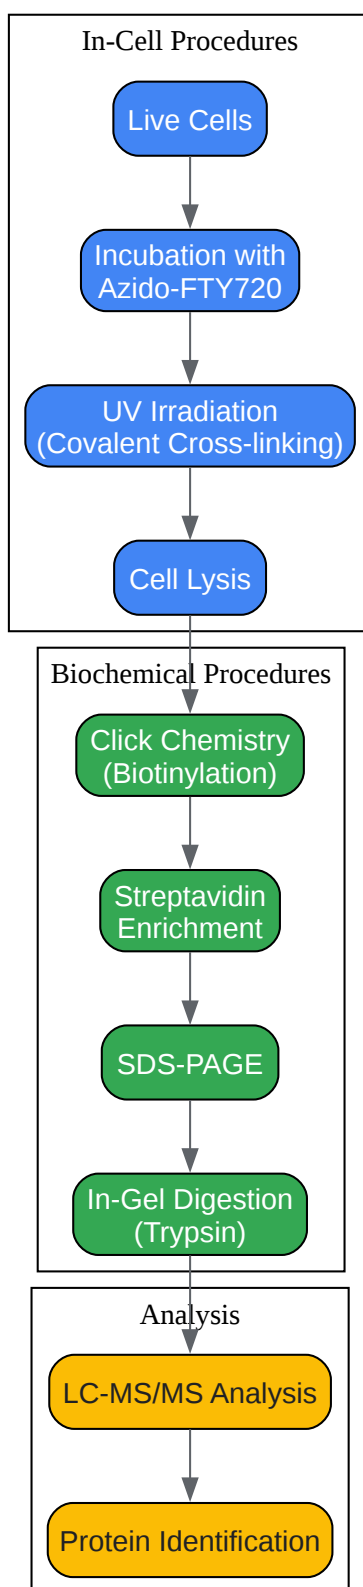 In-Cell Procedures
Live Cells
Incubation with
Azido-FTY720
UV Irradiation
(Covalent Cross-linking)
Cell Lysis
Biochemical Procedures
Click Chemistry
(Biotinylation)
Streptavidin
Enrichment
SDS-PAGE
In-Gel Digestion
(Trypsin)
Analysis
LC-MS/MS Analysis
Protein Identification